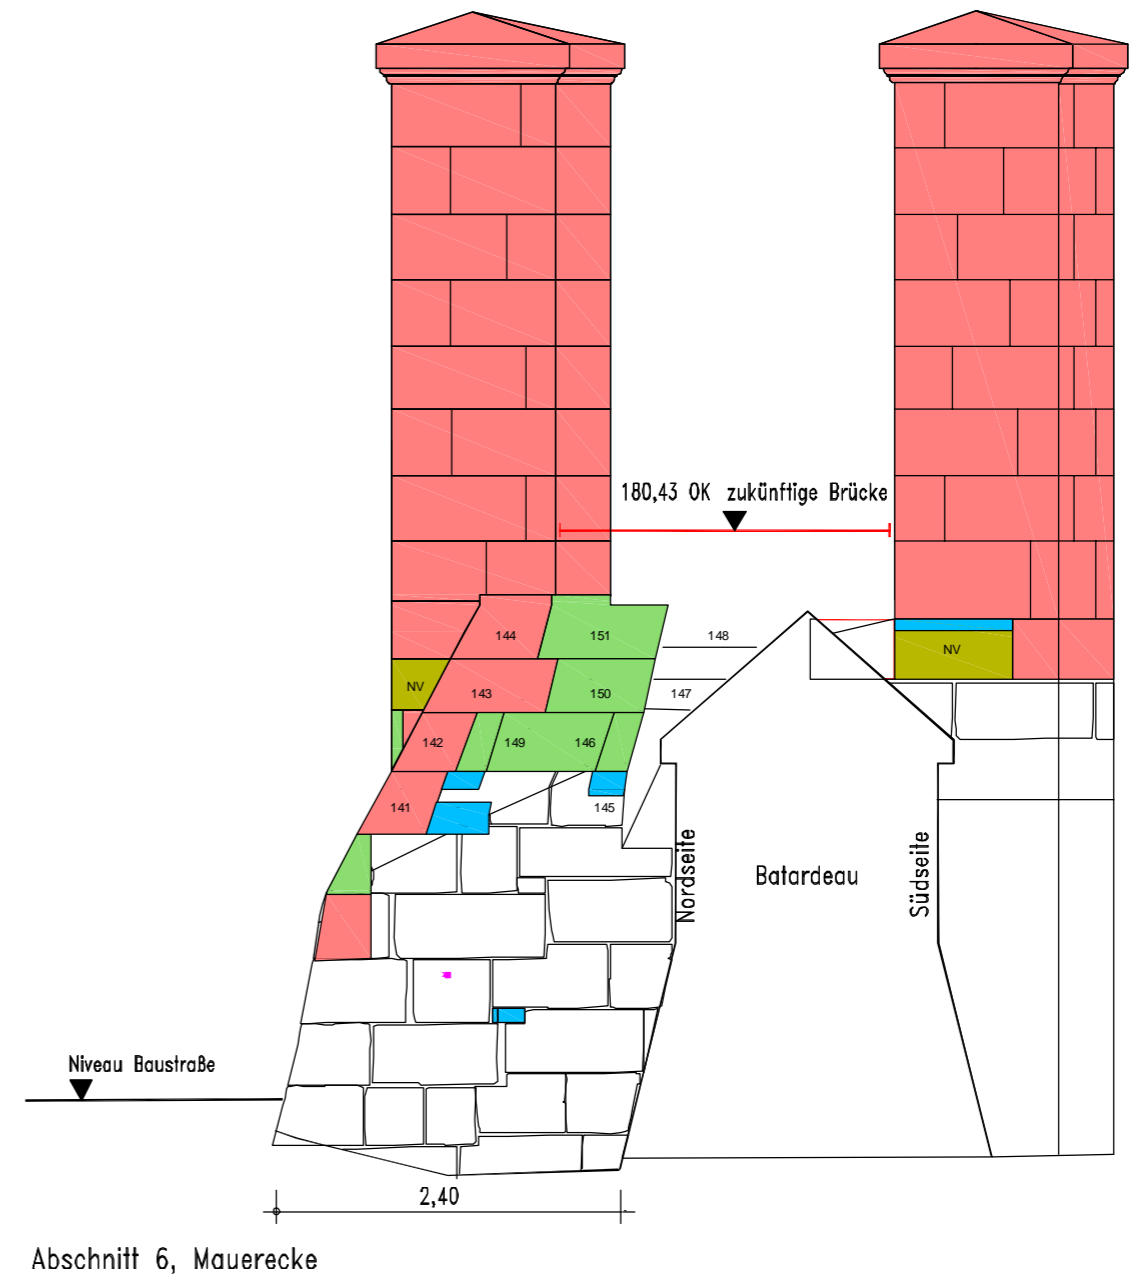 180,43 OK zukünftige Brücke
144
151
148
NV
NV
143
150
147
142
149
146
141
145
Nordseite
Batardeau
Südseite
Niveau Baustraße
2,40
Abschnitt 6, Mauerecke